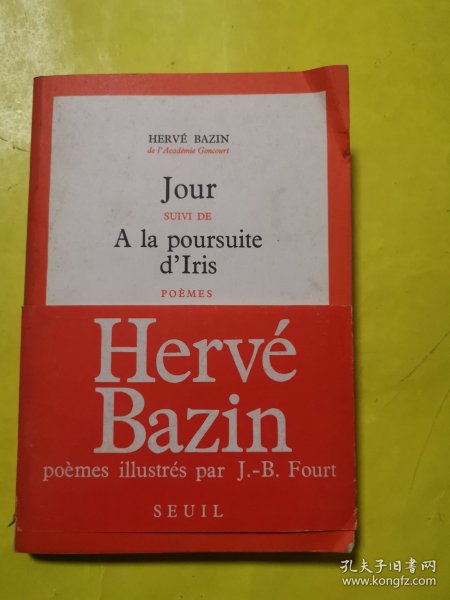 HERVÉ BAZIN
de l'Académie Goncourt
Jour
SUIVI DE
A la poursuite
d'Iris
POÈMES
Hervé
Bazin
poèmes illustrés par J.-B. Fourt
SEUIL
孔夫子旧书网
www.kongfz.com